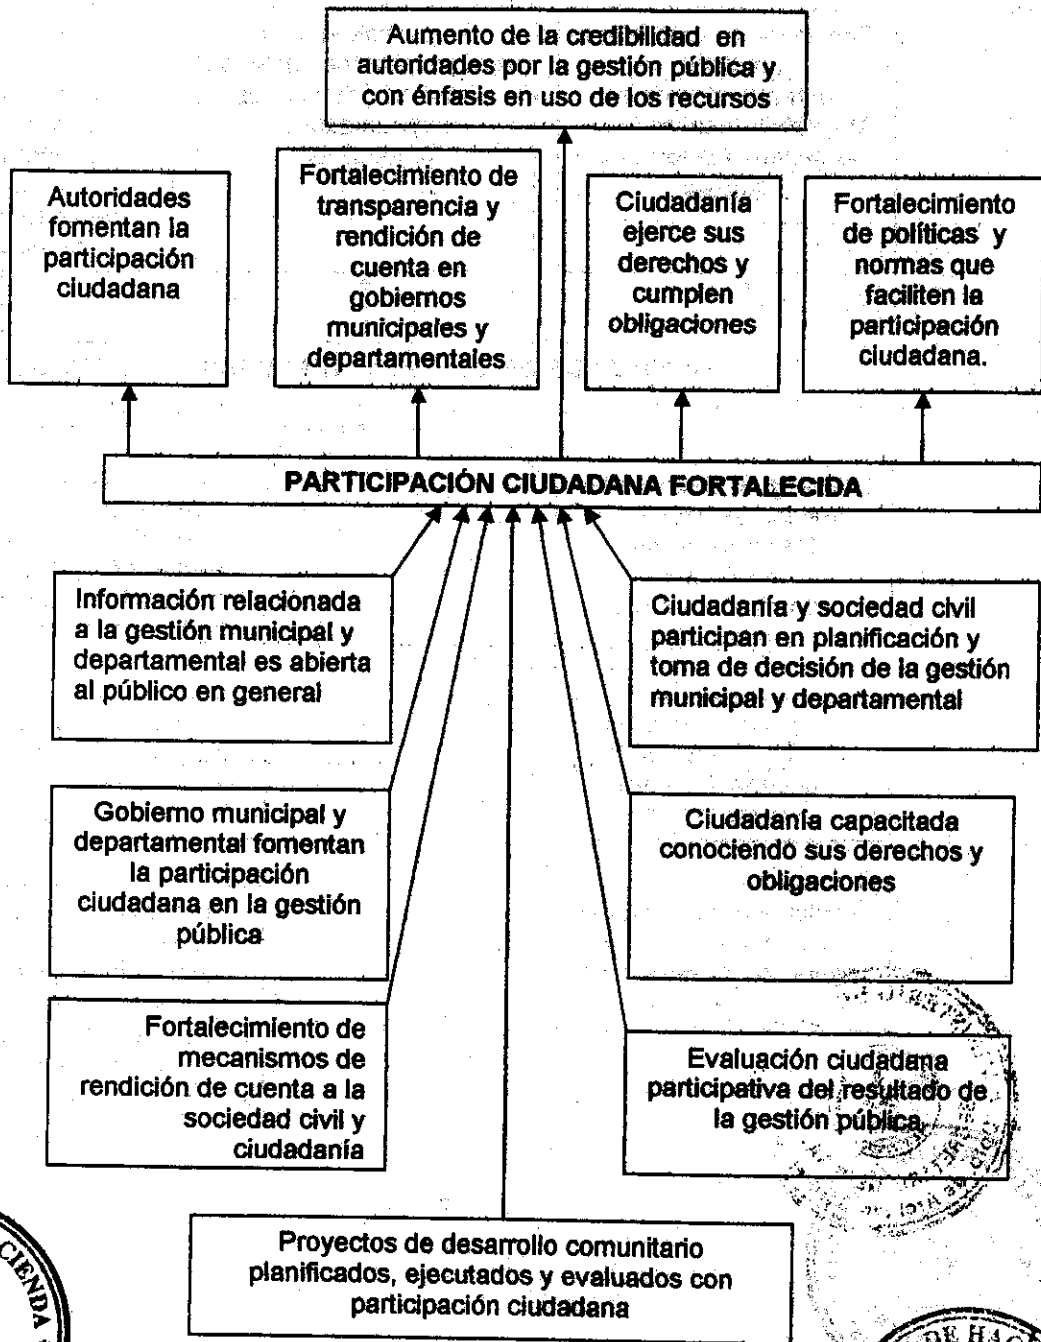 Aumento de la credibilidad en
autoridades por la gestión pública y
con énfasis en uso de los recursos
Autoridades
fomentan la
participación
ciudadana
Fortalecimiento de
transparencia y
rendición de
cuenta en
gobiernos
municipales y
departamentales
Ciudadanía
ejerce sus
derechos y
cumplen
obligaciones
Fortalecimiento
de políticas y
normas que
faciliten la
participación
ciudadana.
PARTICIPACIÓN CIUDADANA FORTALECIDA
Información relacionada
a la gestión municipal y
departamental es abierta
al público en general
Ciudadanía y sociedad civil
participan en planificación y
toma de decisión de la gestión
municipal y departamental
Gobierno municipal y
departamental fomentan
la participación
ciudadana en la gestión
pública
Ciudadanía capacitada
conociendo sus derechos y
obligaciones
Fortalecimiento de
mecanismos de
rendición de cuenta a la
sociedad civil y
ciudadanía
Evaluación ciudadana
participativa del resultado de
la gestión pública
Proyectos de desarrollo comunitario
planificados, ejecutados y evaluados con
participación ciudadana
CIENDA
DE HAC